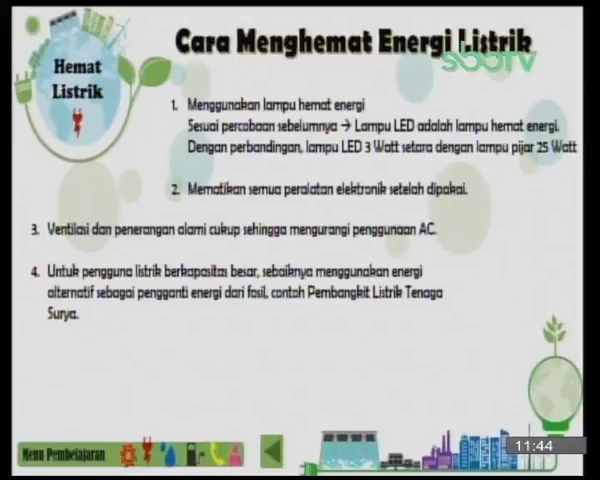 Cara Menghemat Energi Listrik
sboTV
Hemat
Listrik
1. Menggunakan lampu hemat energi
Sesuai percobaan sebelumnya → Lampu LED adalah lampu hemat energi.
Dengan perbandingan, lampu LED 3 Watt setara dengan lampu pijar 25 Watt
2. Mematikan semua peralatan elektronik setelah dipakai.
3. Ventilasi dan penerangan alami cukup sehingga mengurangi penggunaan AC.
4. Untuk pengguna listrik berkapasitas besar, sebaiknya menggunakan energi
alternatif sebagai pengganti energi dari fosil, contoh Pembangkit Listrik Tenaga
Surya.
Menu Pembelajaran
11:44